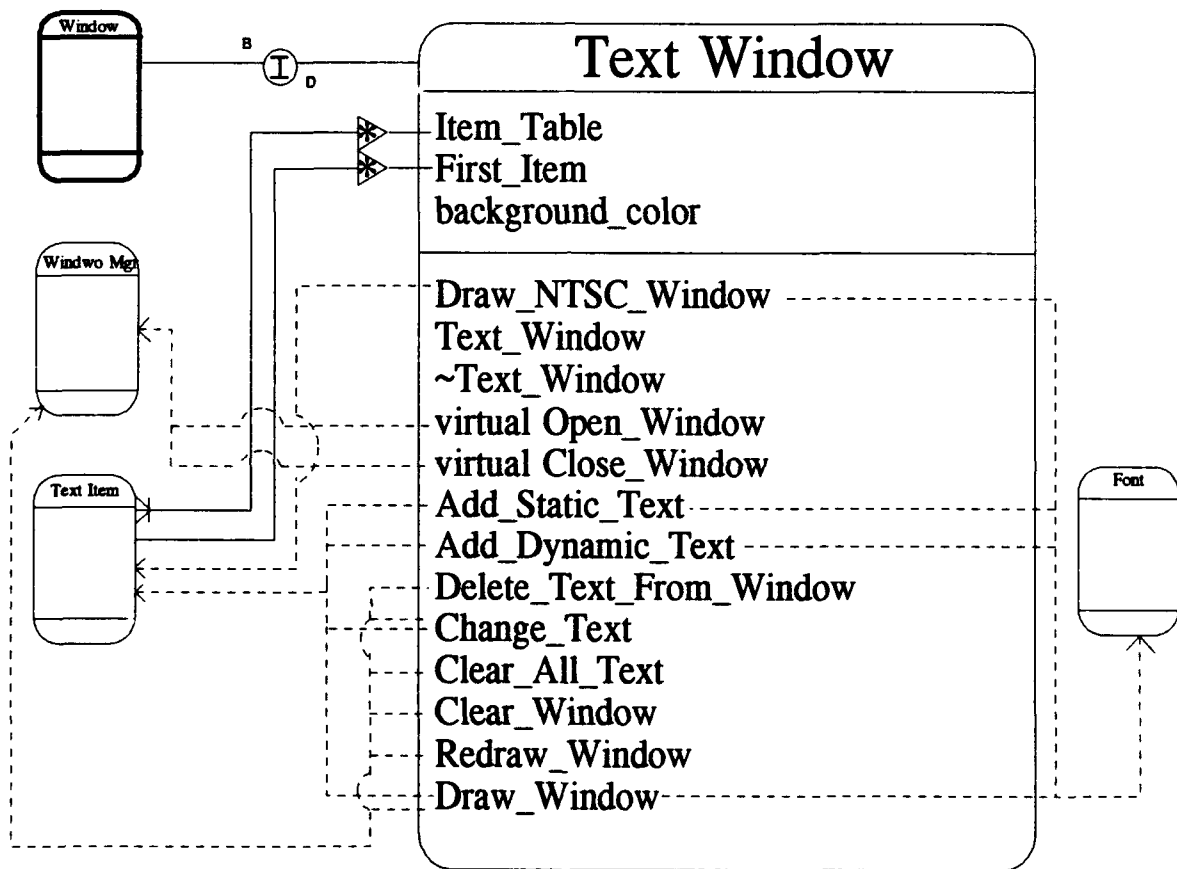 Window
B
D
Text Window
Item_Table
First_Item
background_color
Windwo Mgr
Draw_NTSC_Window
Text_Window
~Text_Window
virtual Open_Window
virtual Close_Window
Text Item
Add_Static_Text
Font
Add_Dynamic_Text
Delete_Text_From_Window
Change_Text
Clear_All_Text
Clear_Window
Redraw_Window
Draw_Window